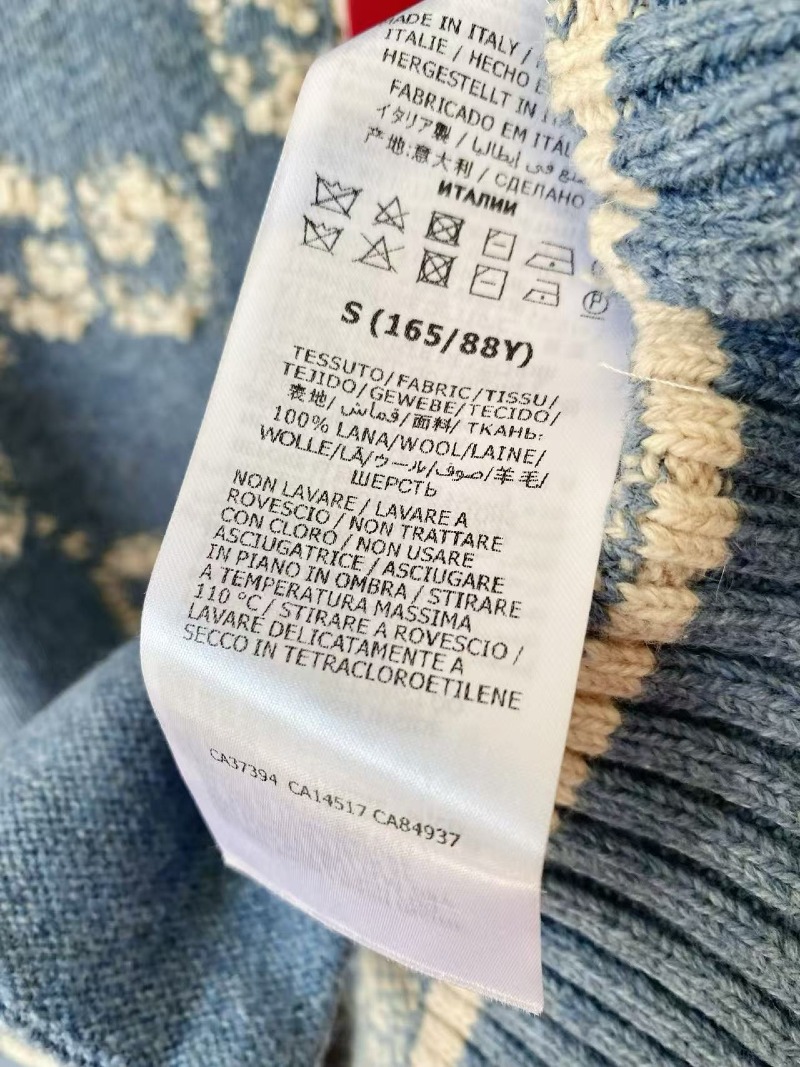 MADE IN ITALY /
ITALIE / HECHO E
HERGESTELLT IN
FABRICADO EM ITÁL
イタリア製 / صنع في إيطاليا
产地:意大利 / СДЕЛАНО
ИТАЛИИ
P
S (165/88Y)
TESSUTO/FABRIC/TISSU/
TEJIDO/GEWEBE/TECIDO/
表地/قماش/面料/ ТКАНЬ:
100% LANA/WOOL/LAINE/
WOLLE/LÃ/ウール/صوف/羊毛/
ШЕРСТЬ
NON LAVARE / LAVARE A
ROVESCIO / NON TRATTARE
CON CLORO / NON USARE
ASCIUGATRICE / ASCIUGARE
IN PIANO IN OMBRA / STIRARE
A TEMPERATURA MASSIMA
110 °C / STIRARE A ROVESCIO /
LAVARE DELICATAMENTE A
SECCO IN TETRACLOROETILENE
CA37394 CA14517 CA84937